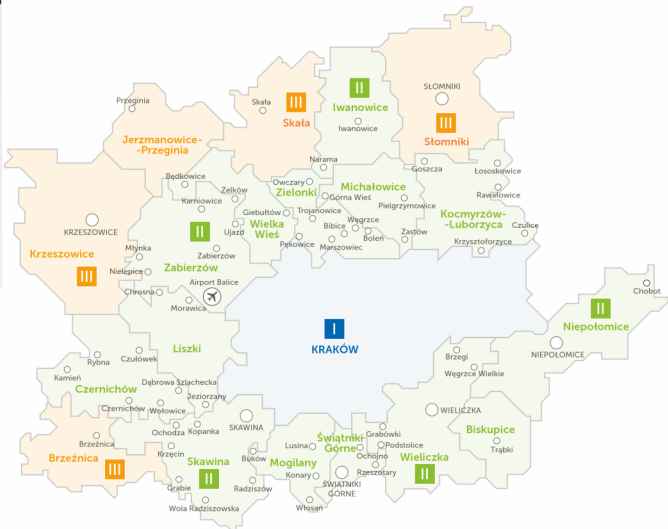 SŁOMNIKI
III
Słomniki
Skała
III
Skała
II
Iwanowice
Iwanowice
Przeginia
Jerzmanowice-
-Przeginia
Narama
Goszcza
Łososkowice
Rawałowice
Będkowice
Karniowice
Zelków
Owczary
Zielonki
Górna Wieś
Michałowice
Pielgrzymowice
Kocmyrzów-
-Luborzyca
Czulice
Krzysztoforzyce
KRZESZOWICE
Krzeszowice
III
Giebułtów
Wielka
Wieś
Trojanowice
Bibice
Węgrzce
Boleń
Marszowiec
Zastów
Pękowice
Ujazd
II
Zabierzów
Zabierzów
Młynka
Nielepice
Chrosna
Airport Balice
Morawica
Chobot
II
Niepołomice
NIEPOŁOMICE
I
KRAKÓW
Liszki
Brzegi
Węgrzce Wielkie
Rybna
Czułówek
Kamień
Czernichów
Dąbrowa Szlachecka
Jeziorzany
Czernichów
Wołowice
SKAWINA
WIELICZKA
Biskupice
Trąbki
Brzeźnica
Brzeźnica
III
Ochodza
Kopanka
Krzęcin
Skawina
II
Buków
Radziszów
Grabie
Wola Radziszowska
Lusina
Mogilany
Konary
Włosań
Świątniki
Górne
ŚWIĄTNIKI
GÓRNE
Grabówki
Podstolice
Ochojno
Rzeszotary
Wieliczka
II